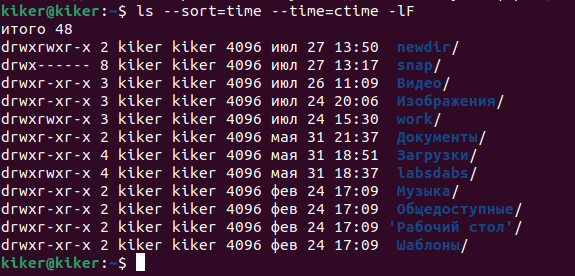 kiker@kiker:~$ ls --sort=time --time=ctime -lF
итого 48
drwxrwxr-x 2 kiker kiker 4096 июл 27 13:50  newdir/
drwx------ 8 kiker kiker 4096 июл 27 13:17  snap/
drwxr-xr-x 3 kiker kiker 4096 июл 26 11:09  Видео/
drwxr-xr-x 3 kiker kiker 4096 июл 24 20:06  Изображения/
drwxrwxr-x 3 kiker kiker 4096 июл 24 15:30  work/
drwxr-xr-x 2 kiker kiker 4096 мая 31 21:37  Документы/
drwxr-xr-x 4 kiker kiker 4096 мая 31 18:51  Загрузки/
drwxrwxr-x 4 kiker kiker 4096 мая 31 18:37  labsdabs/
drwxr-xr-x 2 kiker kiker 4096 фев 24 17:09  Музыка/
drwxr-xr-x 2 kiker kiker 4096 фев 24 17:09  Общедоступные/
drwxr-xr-x 2 kiker kiker 4096 фев 24 17:09 'Рабочий стол'/
drwxr-xr-x 2 kiker kiker 4096 фев 24 17:09  Шаблоны/
kiker@kiker:~$